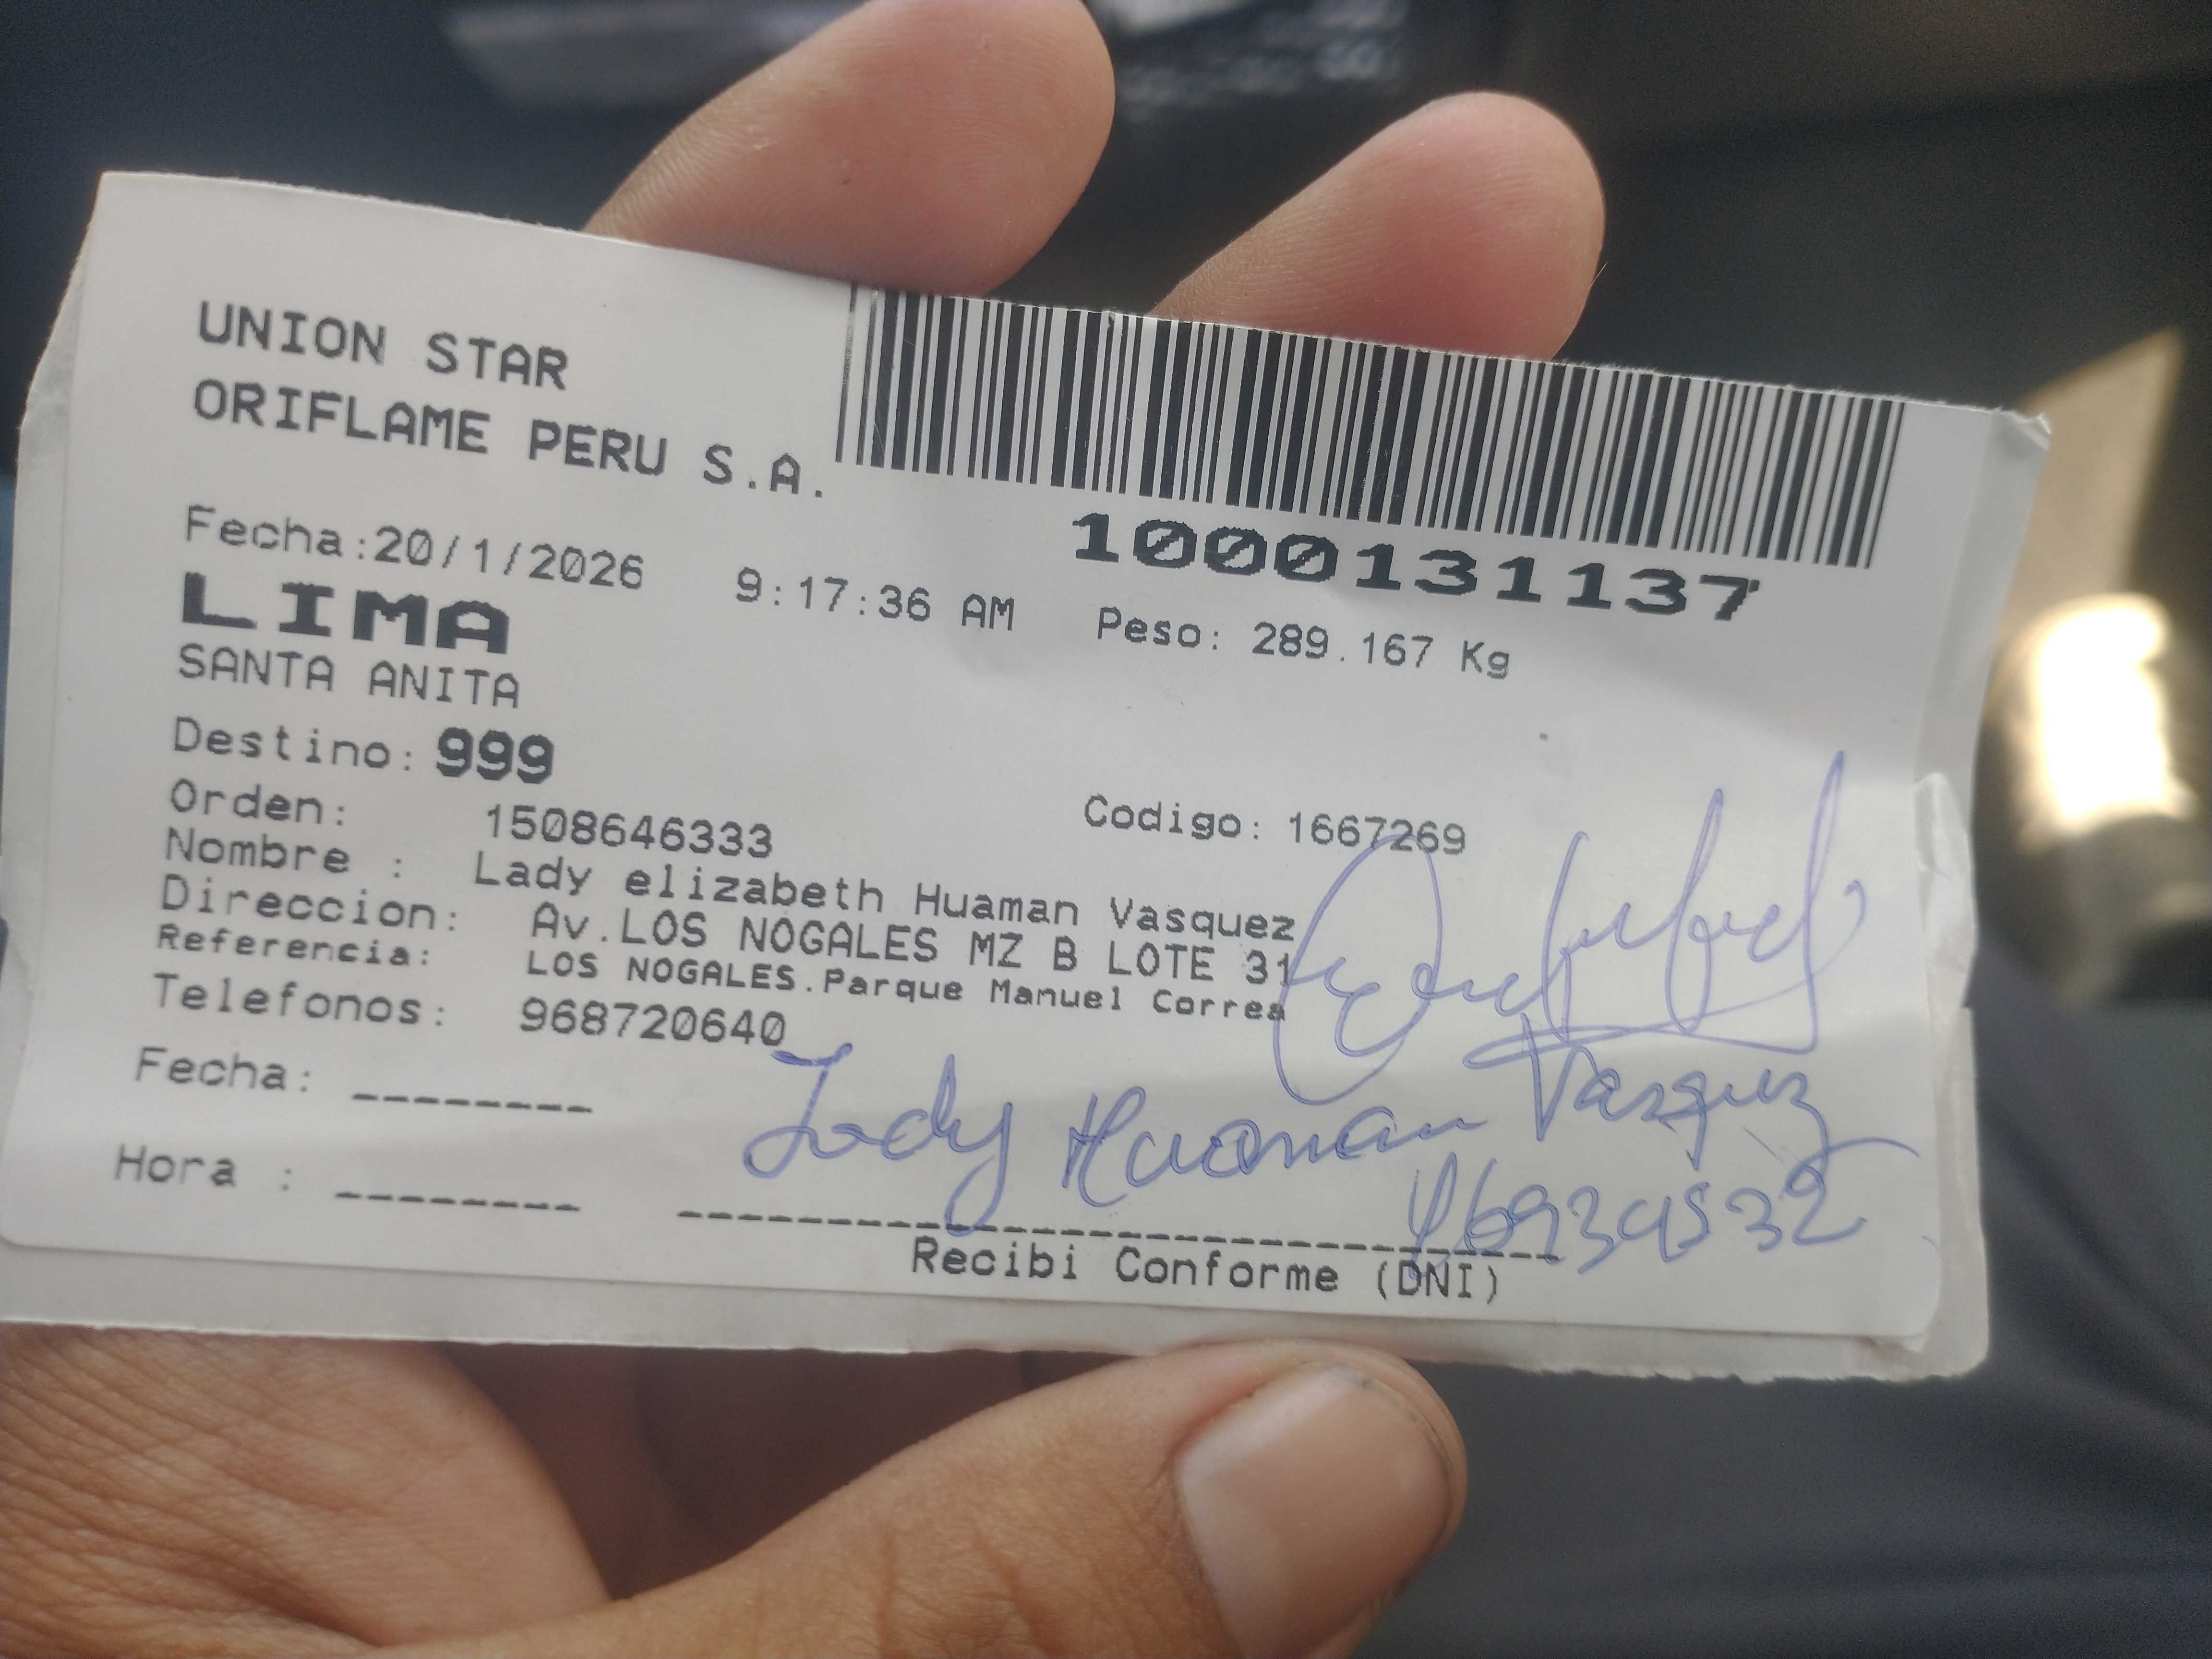 UNION STAR
ORIFLAME PERU S.A.
1000131137
Fecha:20/1/2026 9:17:36 AM Peso: 289.167 Kg
LIMA
SANTA ANITA
Destino: 999
Orden: 1508646333 Codigo: 1667269
Nombre : Lady elizabeth Huaman Vasquez
Direccion: Av.LOS NOGALES MZ B LOTE 31
Referencia: LOS NOGALES.Parque Manuel Correa
Telefonos: 968720640
Fecha: --------
Lady Huaman Vasquez
Hora : --------
46939532
Recibi Conforme (DNI)